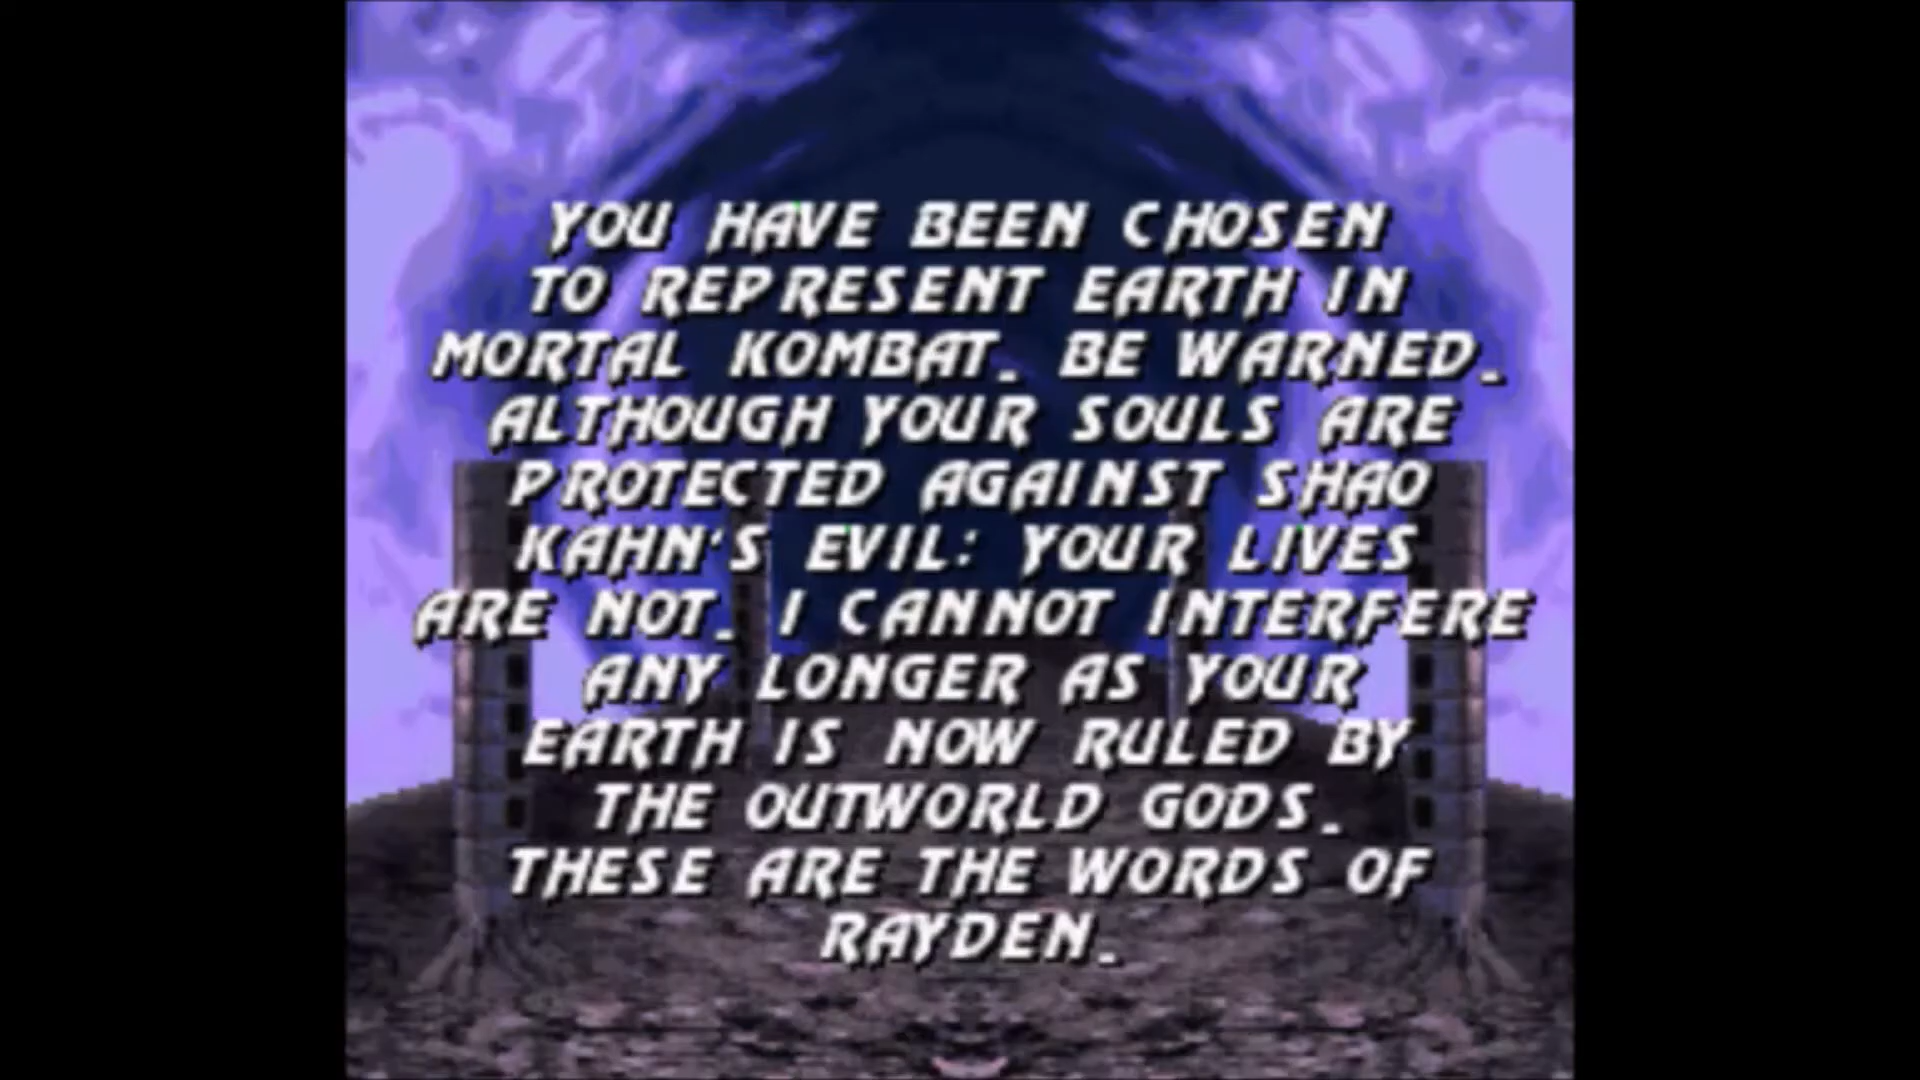 YOU HAVE BEEN CHOSEN
TO REPRESENT EARTH IN
MORTAL KOMBAT. BE WARNED.
ALTHOUGH YOUR SOULS ARE
PROTECTED AGAINST SHAO
KAHN'S EVIL: YOUR LIVES
ARE NOT. I CANNOT INTERFERE
ANY LONGER AS YOUR
EARTH IS NOW RULED BY
THE OUTWORLD GODS.
THESE ARE THE WORDS OF
RAYDEN.